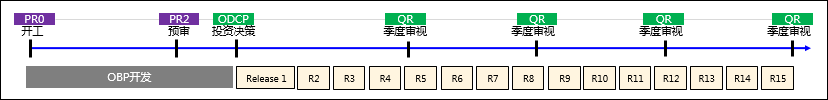 PR0 PR2 ODCP QR QR QR QR
开工 预审 投资决策 季度审视 季度审视 季度审视 季度审视
OBP开发 Release 1 R2 R3 R4 R5 R6 R7 R8 R9 R10 R11 R12 R13 R14 R15